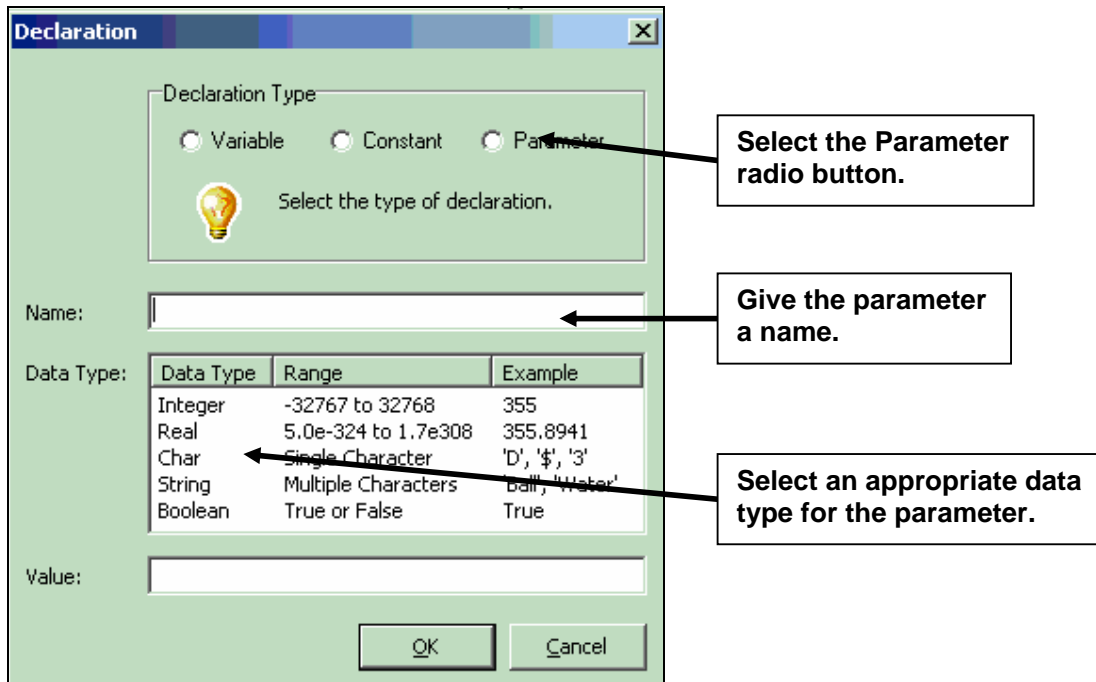 Declaration
Declaration Type
Variable Constant Parameter
Select the type of declaration.
Select the Parameter
radio button.
Name:
Give the parameter
a name.
Data Type:
Data Type Range Example
Integer -32767 to 32768 355
Real 5.0e-324 to 1.7e308 355.8941
Char Single Character 'D', '$', '3'
String Multiple Characters 'Ball', 'Water'
Boolean True or False True
Select an appropriate data
type for the parameter.
Value:
OK Cancel